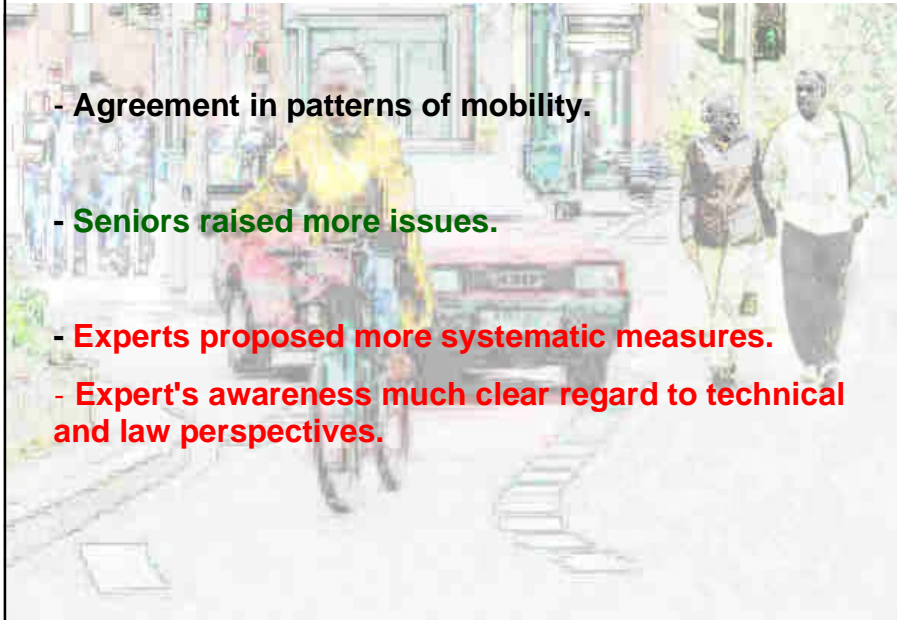 - Agreement in patterns of mobility.
- Seniors raised more issues.
- Experts proposed more systematic measures.
- Expert's awareness much clear regard to technical
and law perspectives.